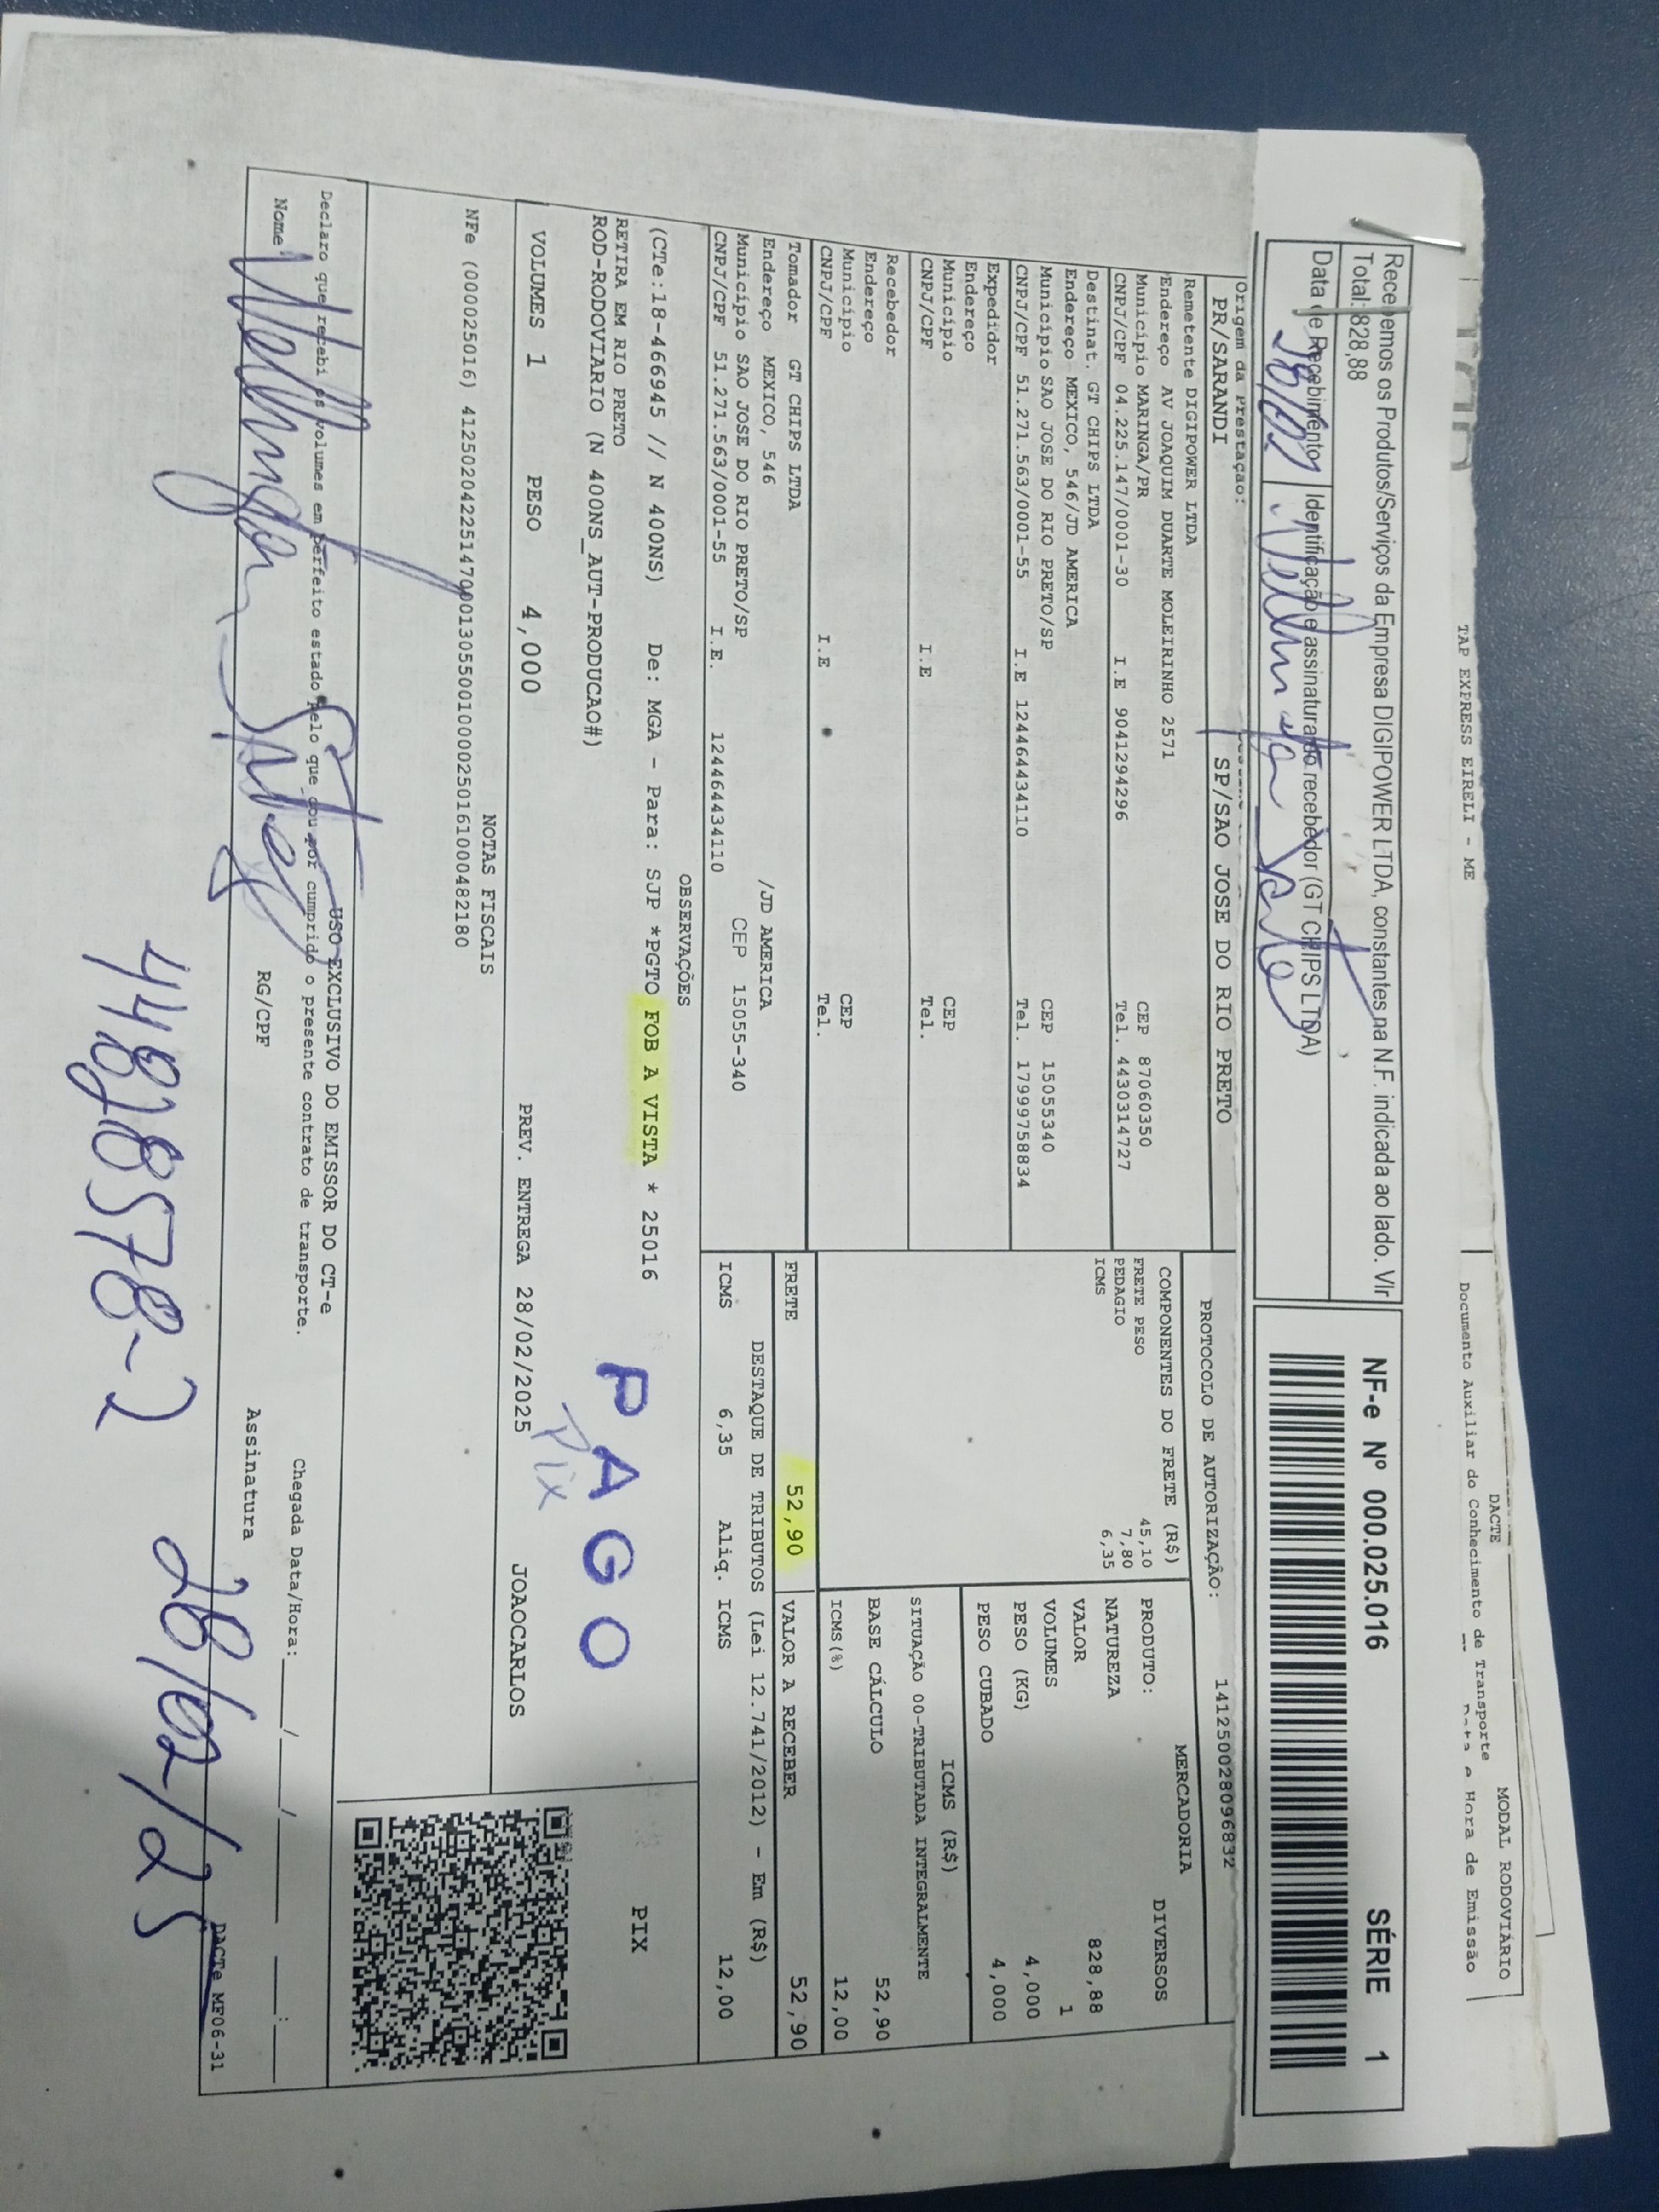 TAP EXPRESS EIRELI - ME
DACTE
Documento Auxiliar do Conhecimento de Transporte
MODAL RODOVIÁRIO
Data e Hora de Emissão
Recebemos os Produtos/Serviços da Empresa DIGIPOWER LTDA, constantes na N.F. indicada ao lado. Vlr
Total: 828,88
Data de Recebimento
28/02
Identificação e assinatura do recebedor (GT CHIPS LTDA)
NF-e Nº 000.025.016 SÉRIE 1
Origem da Prestação:
PR/SARANDI
SP/SAO JOSE DO RIO PRETO
PROTOCOLO DE AUTORIZAÇÃO: 141250028096832
Remetente DIGIPOWER LTDA
Endereço AV JOAQUIM DUARTE MOLEIRINHO 2571
Município MARINGA/PR CEP 87060350
CNPJ/CPF 04.225.147/0001-30 I.E 9041294296 Tel. 4430314727
Destinat. GT CHIPS LTDA
Endereço MEXICO, 546/JD AMERICA
Município SAO JOSE DO RIO PRETO/SP CEP 15055340
CNPJ/CPF 51.271.563/0001-55 I.E 124464434110 Tel. 17999758834
Expedidor
Endereço
Município CEP
CNPJ/CPF I.E Tel.
Recebedor
Endereço
Município CEP
CNPJ/CPF I.E Tel.
Tomador GT CHIPS LTDA
Endereço MEXICO, 546 /JD AMERICA
Município SAO JOSE DO RIO PRETO/SP CEP 15055-340
CNPJ/CPF 51.271.563/0001-55 I.E. 124464434110
COMPONENTES DO FRETE (R$)
FRETE PESO 45,10
PEDAGIO 7,80
ICMS 6,35
MERCADORIA
PRODUTO: DIVERSOS
NATUREZA
VALOR 828,88
VOLUMES 1
PESO (KG) 4,000
PESO CUBADO 4,000
ICMS (R$)
SITUAÇÃO 00-TRIBUTADA INTEGRALMENTE
BASE CÁLCULO 52,90
ICMS(%) 12,00
FRETE 52,90
VALOR A RECEBER 52,90
DESTAQUE DE TRIBUTOS (Lei 12.741/2012) - Em (R$)
ICMS 6,35 Aliq. ICMS 12,00
OBSERVAÇÕES
(CTe:18-466945 // N 400NS) De: MGA - Para: SJP *PGTO FOB A VISTA * 25016
RETIRA EM RIO PRETO
ROD-RODOVIARIO (N 400NS_AUT-PRODUCAO#)
PAGO
Pix
PIX
VOLUMES 1 PESO 4,000 PREV. ENTREGA 28/02/2025 JOAOCARLOS
NOTAS FISCAIS
NFe (000025016) 41250204225147000130550010000250161000482180
USO EXCLUSIVO DO EMISSOR DO CT-e
Declaro que recebi os volumes em perfeito estado pelo que dou por cumprido o presente contrato de transporte.
Chegada Data/Hora: ___/___/___ ___:___
Nome
RG/CPF
Assinatura
DACTe MF06-31
44828578-2
28/02/25